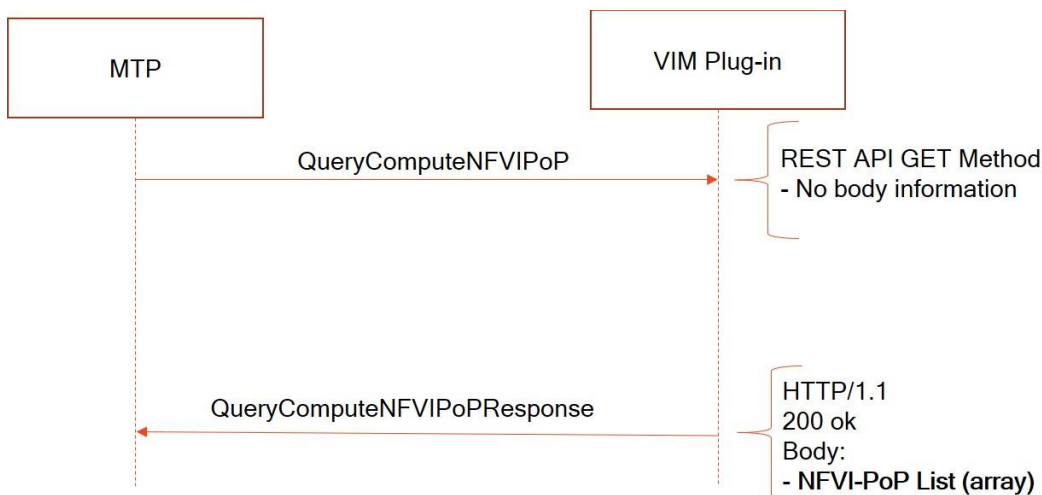 MTP
VIM Plug-in
QueryComputeNFVIPoP
REST API GET Method
- No body information
QueryComputeNFVIPoPResponse
HTTP/1.1
200 ok
Body:
- NFVI-PoP List (array)